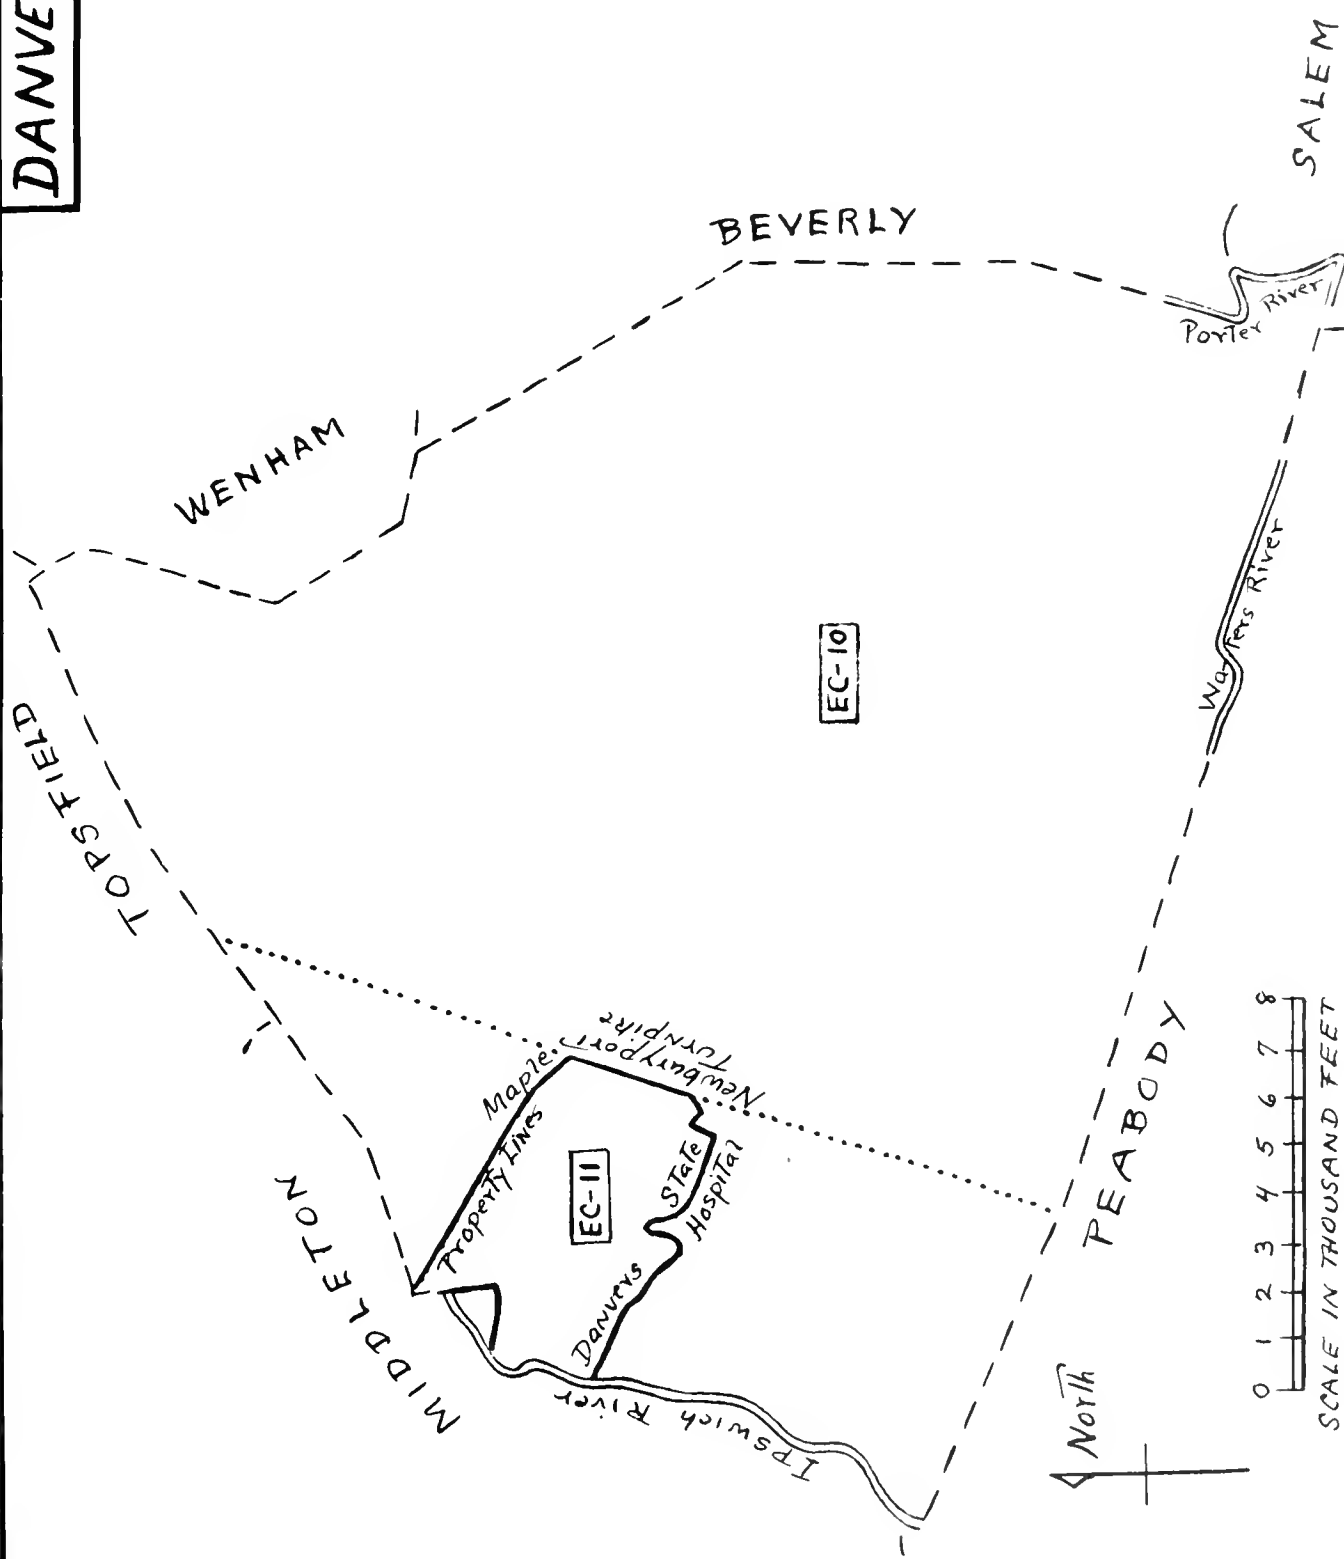 DANVE
TOPSFIELD
WENHAM
BEVERLY
SALEM
MIDDLETON
PEABODY
EC-10
EC-11
Maple
Property Lines
Newburyport
Turnpike
Danvers State
Hospital
Ipswich River
Waters River
Porter River
North
0 1 2 3 4 5 6 7 8
SCALE IN THOUSAND FEET